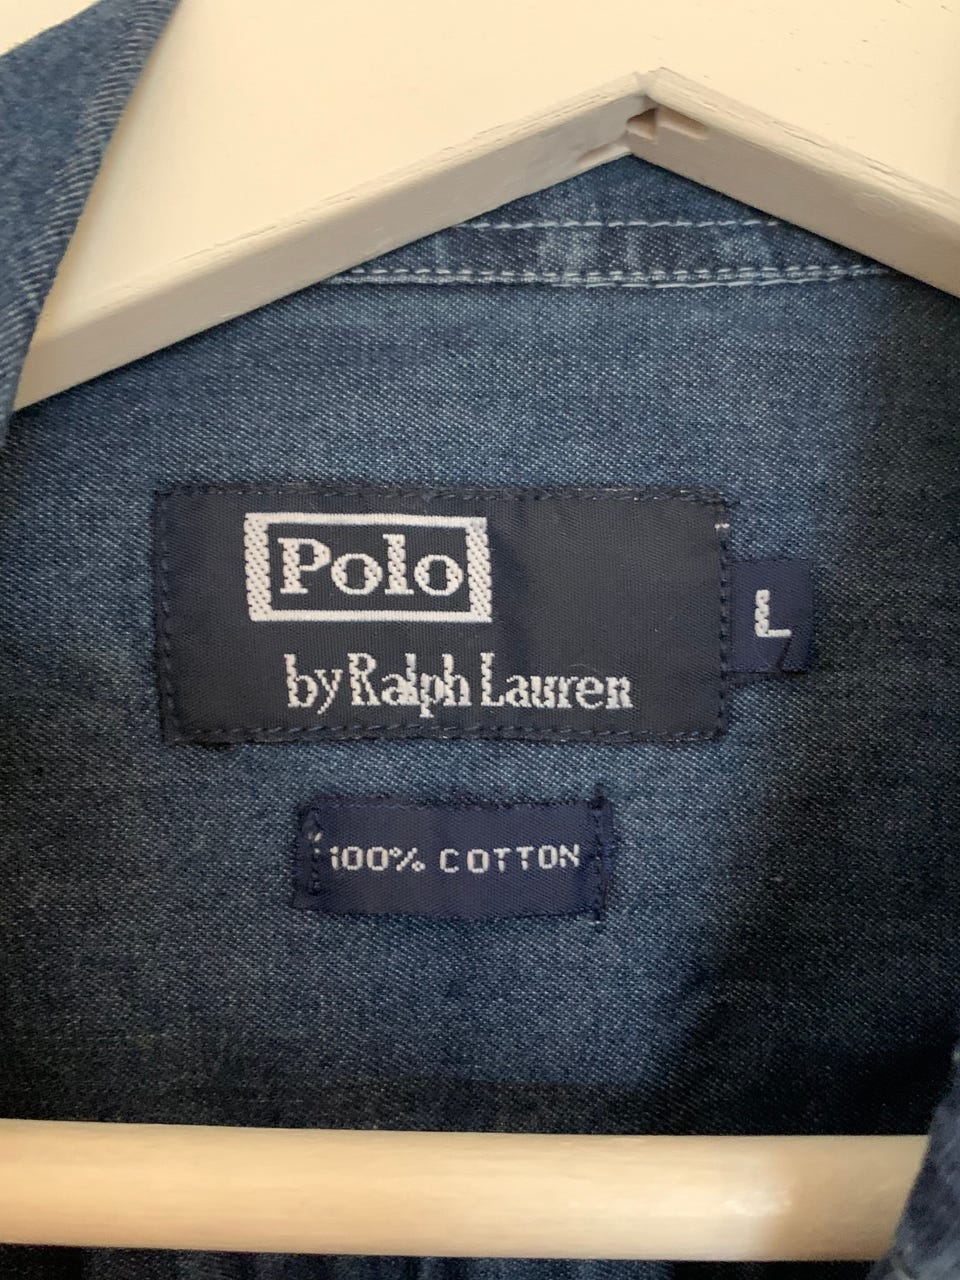 Polo
by Ralph Lauren
L
100% COTTON